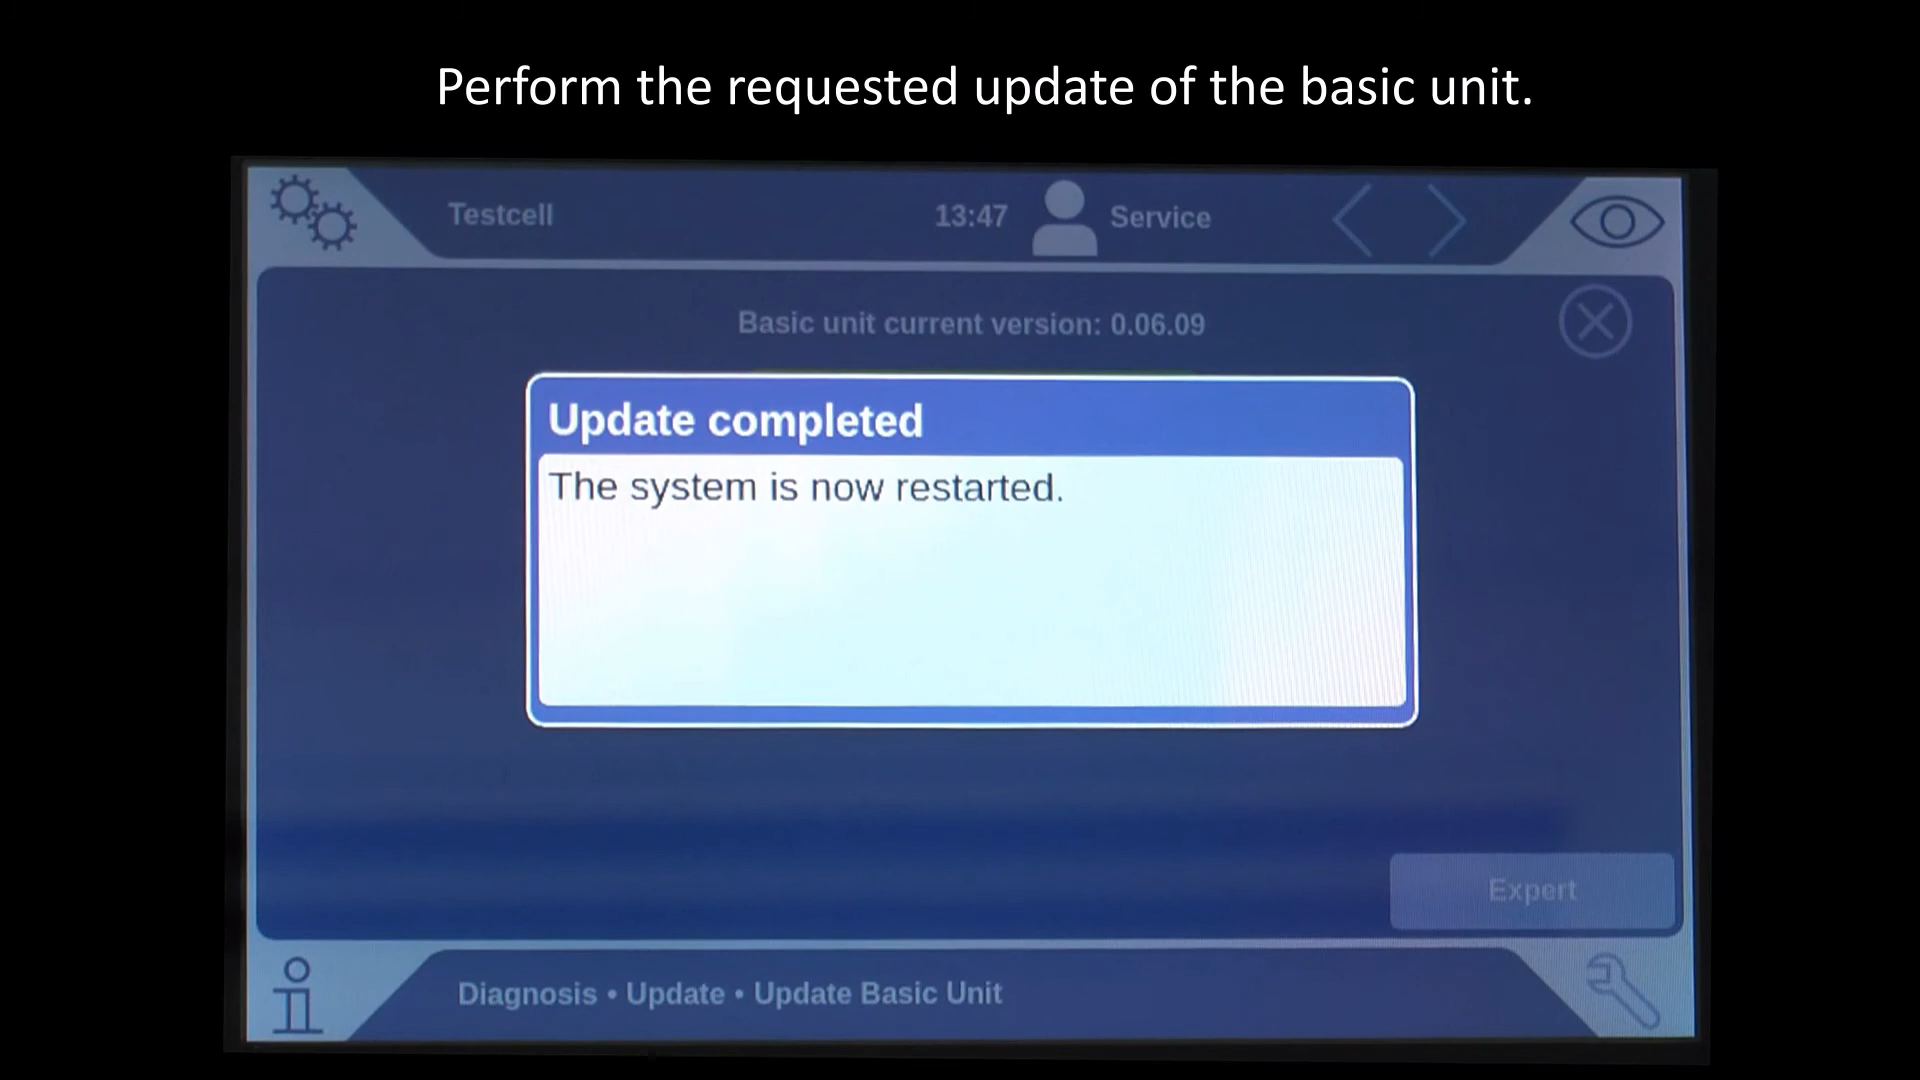 Perform the requested update of the basic unit.
Testcell
13:47
Service
Basic unit current version: 0.06.09
Update completed
The system is now restarted.
Expert
Diagnosis • Update • Update Basic Unit